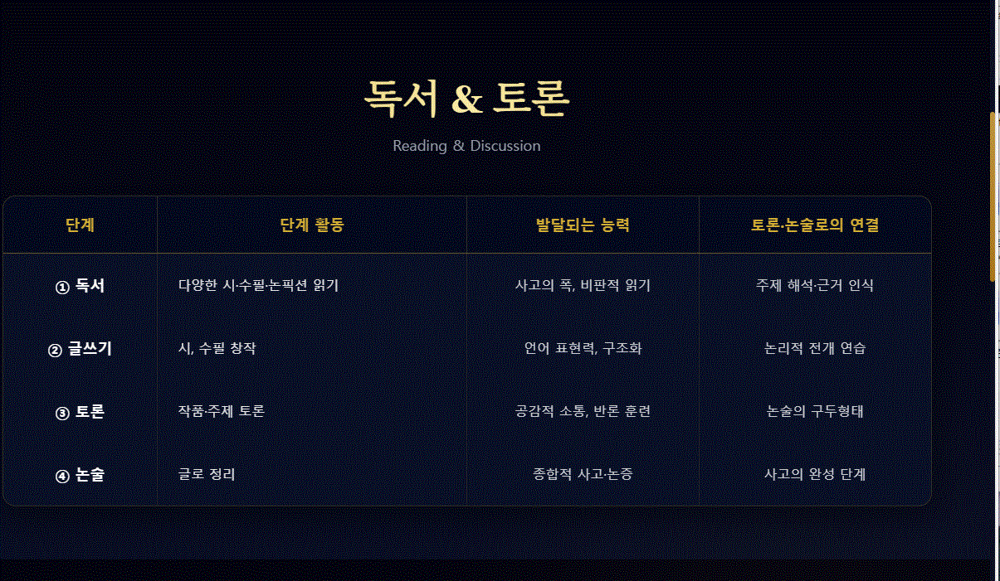 독서 & 토론
Reading & Discussion
단계 단계 활동 발달되는 능력 토론·논술로의 연결
① 독서 다양한 시·수필·논픽션 읽기 사고의 폭, 비판적 읽기 주제 해석·근거 인식
② 글쓰기 시, 수필 창작 언어 표현력, 구조화 논리적 전개 연습
③ 토론 작품·주제 토론 공감적 소통, 반론 훈련 논술의 구두형태
④ 논술 글로 정리 종합적 사고·논증 사고의 완성 단계